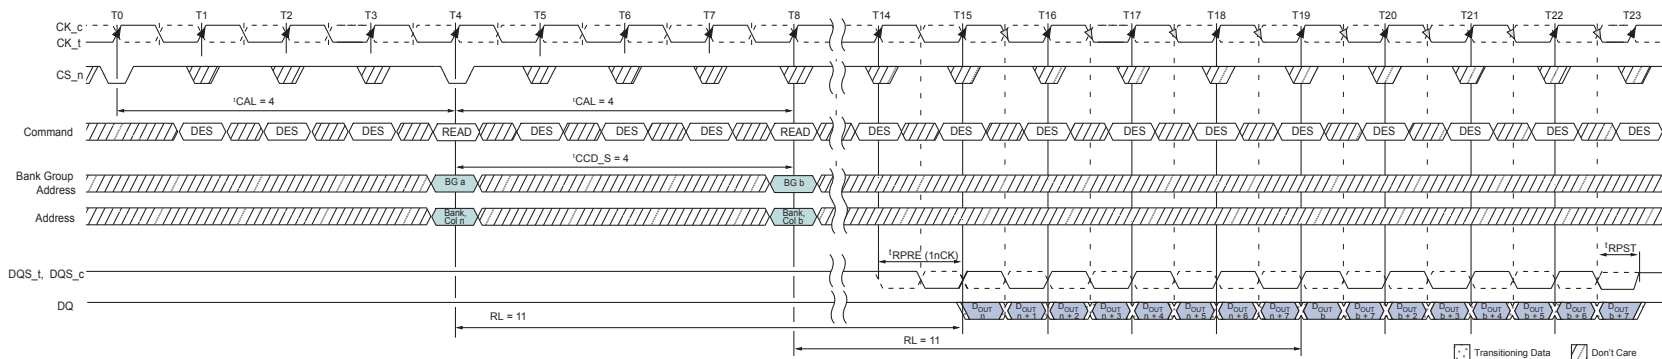 T0 T1 T2 T3 T4 T5 T6 T7 T8 T14 T15 T16 T17 T18 T19 T20 T21 T22 T23
CK_c
CK_t
CS_n
tCAL = 4 tCAL = 4
Command DES DES DES READ DES DES DES READ DES DES DES DES DES DES DES DES DES DES
tCCD_S = 4
Bank Group
Address BG a BG b
Address Bank, Col n Bank, Col b
tRPRE (1nCK) tRPST
DQS_t, DQS_c
DQ DOUT n DOUT n + 1 DOUT n + 2 DOUT n + 3 DOUT n + 4 DOUT n + 5 DOUT n + 6 DOUT n + 7 DOUT b DOUT b + 7 DOUT b + 2 DOUT b + 3 DOUT b + 4 DOUT b + 5 DOUT b + 6 DOUT b + 7
RL = 11
RL = 11
Transitioning Data Don't Care